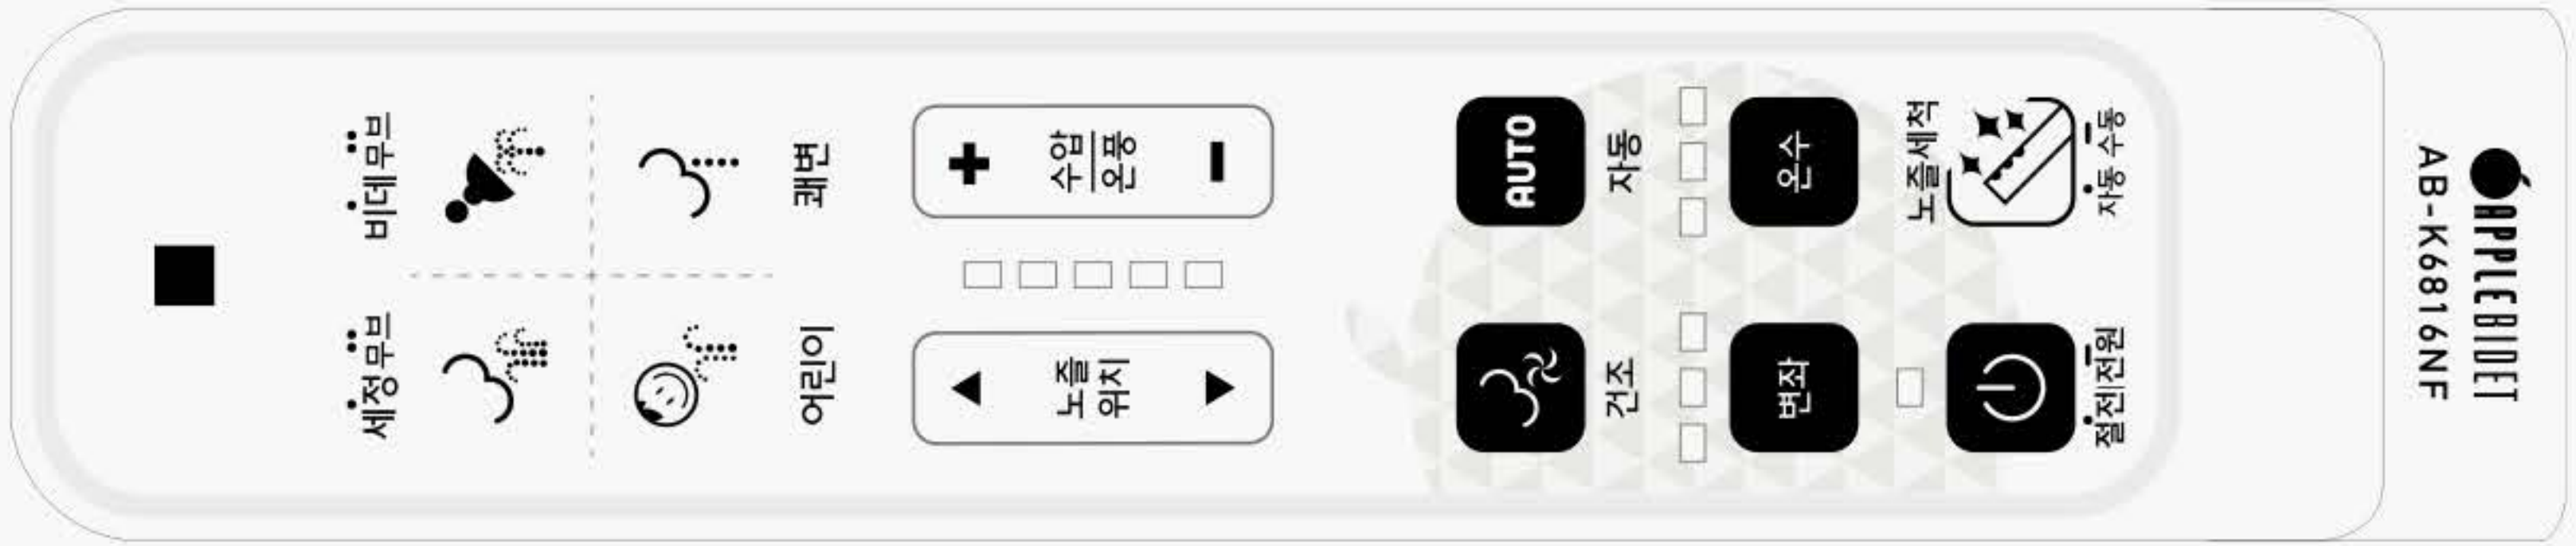 세정무브 비데무브
어린이 쾌변
+
노즐 수압
위치 온풍
-
AUTO
건조 자동
변좌 온수
노즐세척
절전|전원 자동 수동
APPLEBIDET
AB-K6816NF